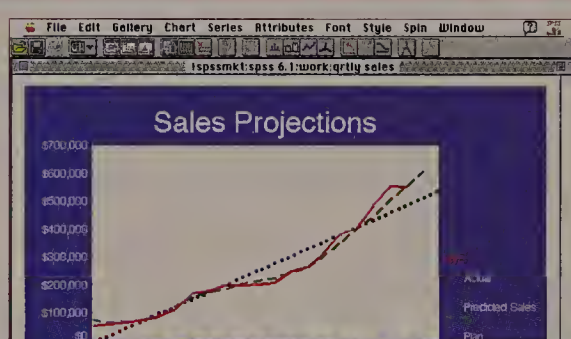 File Edit Gallery Chart Series Attributes Font Style Spin Window
!spssmkt:spss 6.1:work:qrtly sales
Sales Projections
$700,000
$600,000
$500,000
$400,000
$300,000
$200,000
$100,000
$0
Actual
Predicted Sales
Plan